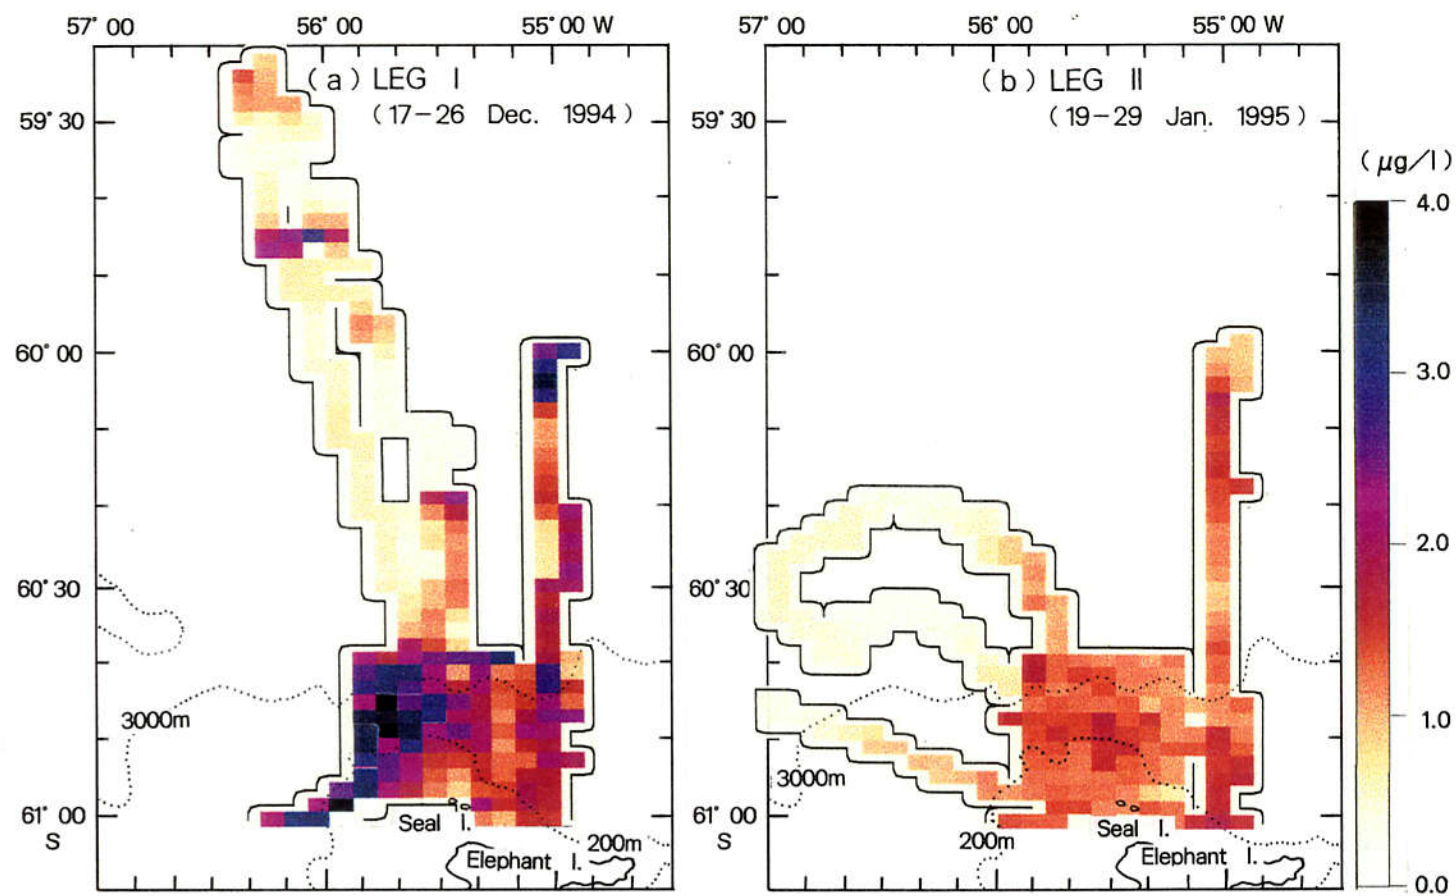 57° 00 56° 00 55° 00 W
57° 00 56° 00 55° 00 W
(a) LEG I
(17-26 Dec. 1994)
(b) LEG II
(19-29 Jan. 1995)
59° 30
60° 00
60° 30
61° 00
S
59° 30
60° 00
60° 30
61° 00
S
3000m
Seal I.
200m
Elephant I.
3000m
200m
Seal I.
Elephant I.
(μg/l)
4.0
3.0
2.0
1.0
0.0